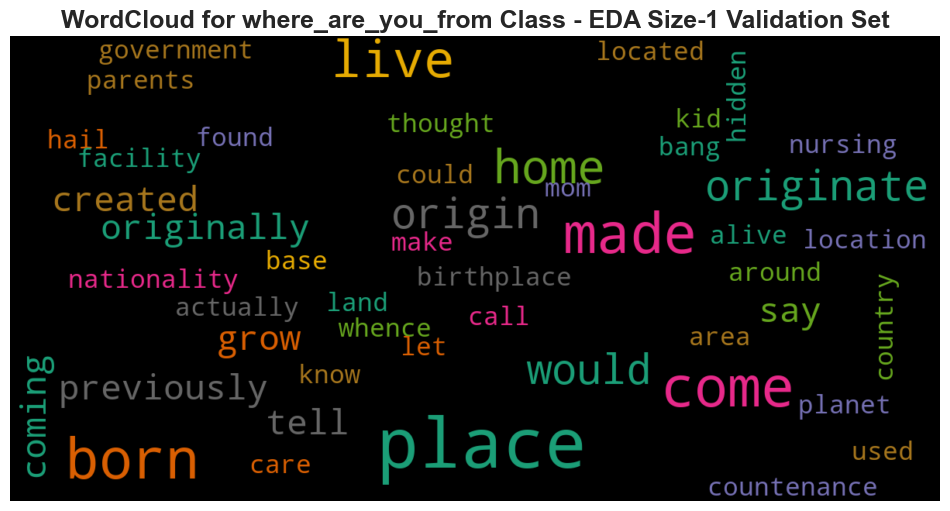 WordCloud for where_are_you_from Class - EDA Size-1 Validation Set
government
live
located
parents
hidden
hail
found
thought
kid
facility
bang
nursing
created
could
home
mom
originate
originally
origin
made
alive
location
make
base
nationality
birthplace
around
actually
land
call
say
country
whence
grow
let
area
previously
know
would
come
planet
coming
tell
born
care
place
used
countenance